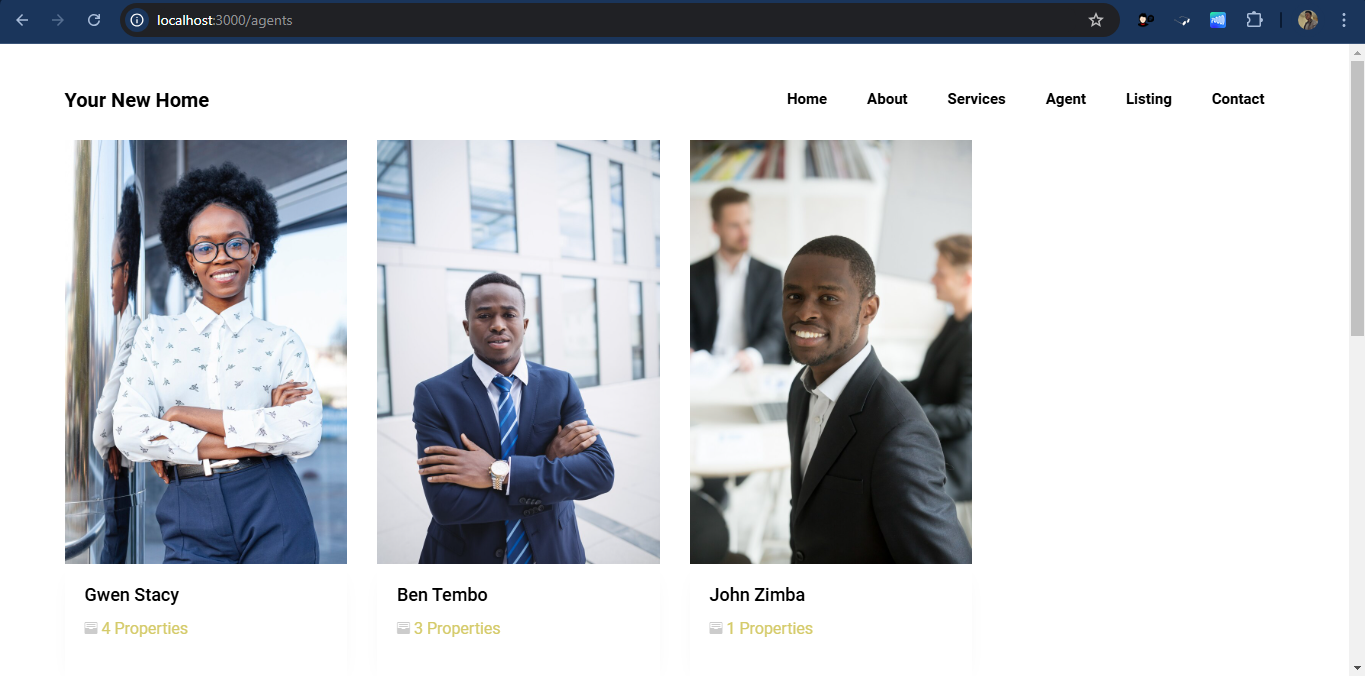 localhost:3000/agents
Your New Home
Home About Services Agent Listing Contact
Gwen Stacy
Ben Tembo
John Zimba
4 Properties
3 Properties
1 Properties